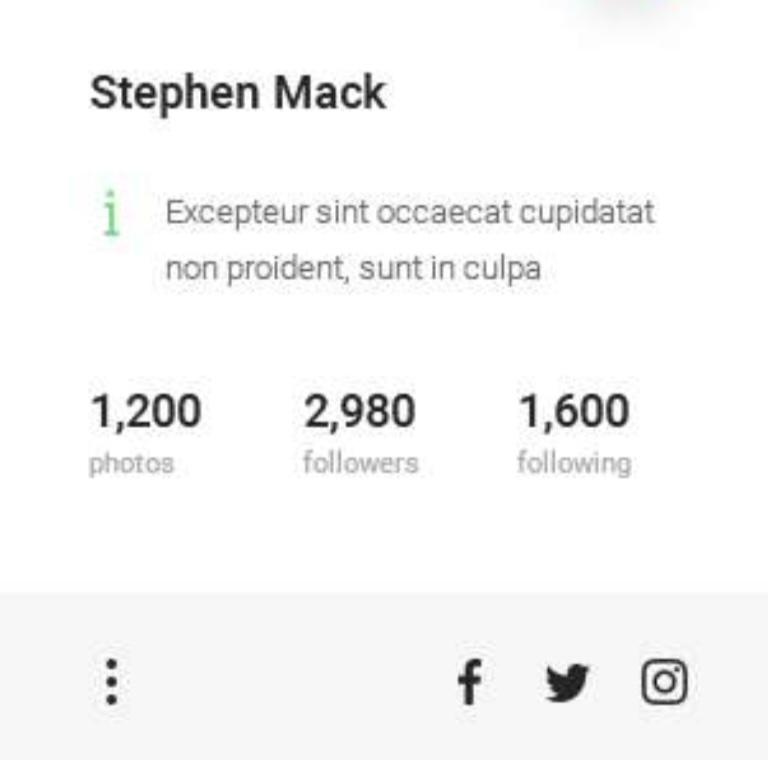 Stephen Mack
i
Excepteur sint occaecat cupidatat
non proident, sunt in culpa
1,200 2,980 1,600
photos followers following